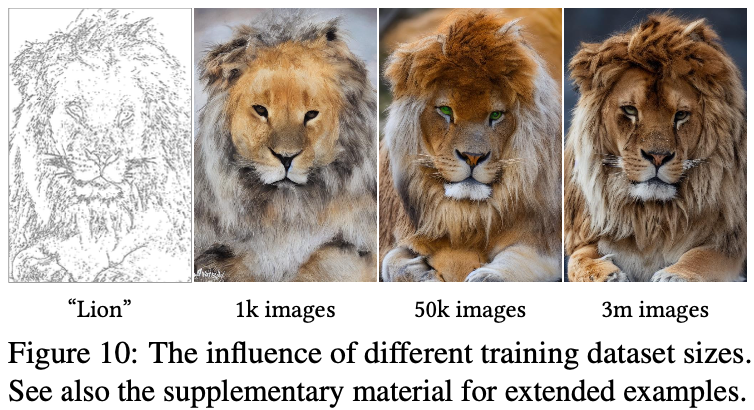 "Lion"
1k images
50k images
3m images
Figure 10: The influence of different training dataset sizes.
See also the supplementary material for extended examples.